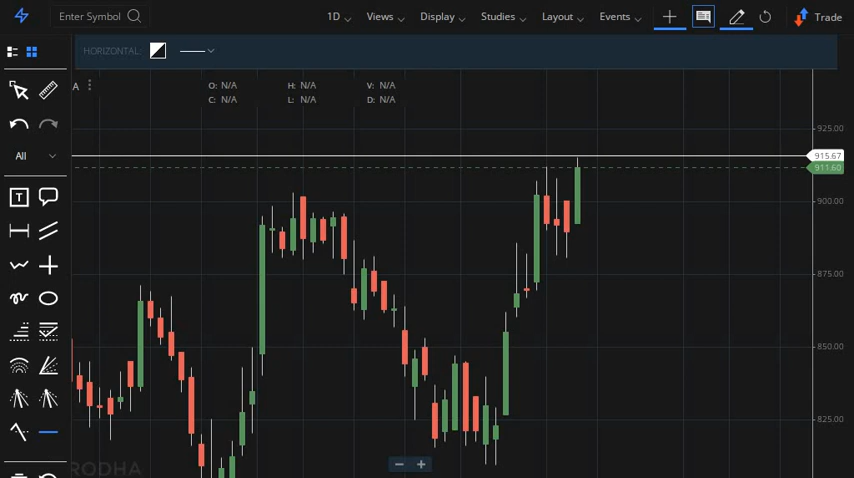 Enter Symbol 1D Views Display Studies Layout Events Trade
HORIZONTAL
A O: N/A H: N/A V: N/A
C: N/A L: N/A D: N/A
All
T
925.00
915.67
911.60
900.00
875.00
850.00
825.00
RODHA